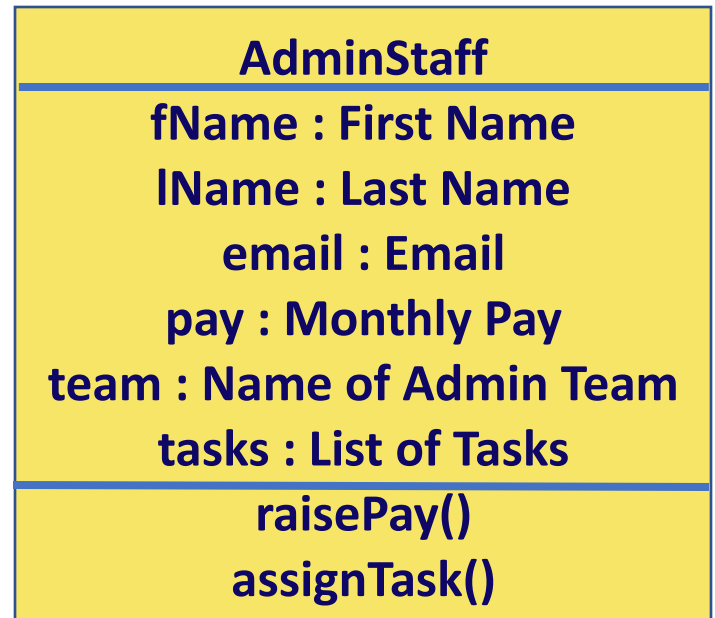 AdminStaff
fName : First Name
lName : Last Name
email : Email
pay : Monthly Pay
team : Name of Admin Team
tasks : List of Tasks
raisePay()
assignTask()